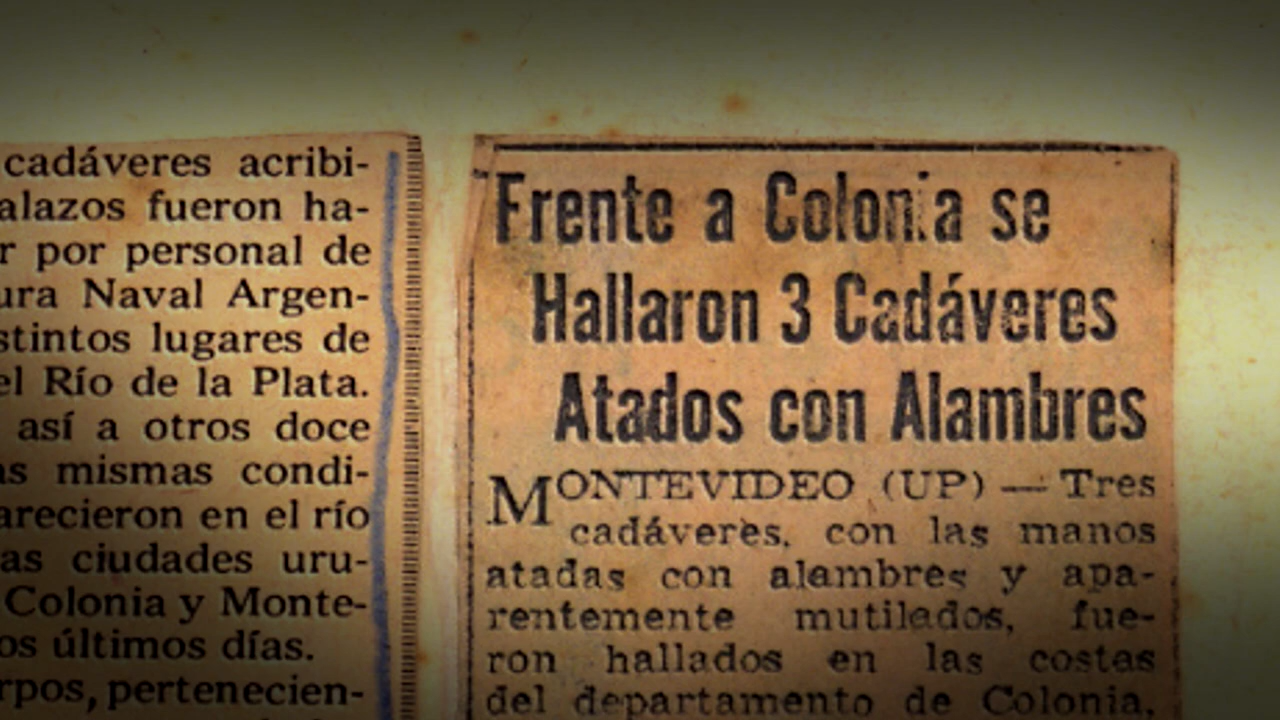 cadáveres acribi-
alazos fueron ha-
r por personal de
ura Naval Argen-
stintos lugares de
el Río de la Plata.
así a otros doce
as mismas condi-
arecieron en el río
as ciudades uru-
Colonia y Monte-
os últimos días.
rpos, pertenecien-
Frente a Colonia se
Hallaron 3 Cadáveres
Atados con Alambres
MONTEVIDEO (UP) — Tres
cadáveres, con las manos
atadas con alambres y apa-
rentemente mutilados, fue-
ron hallados en las costas
del departamento de Colonia,